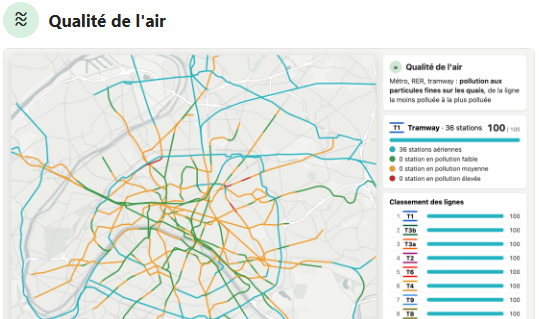 Qualité de l'air
Qualité de l'air
Métro, RER, tramway : pollution aux
particules fines sur les quais, de la ligne
la moins polluée à la plus polluée
T1 Tramway · 36 stations 100 / 100
36 stations aériennes
0 station en pollution faible
0 station en pollution moyenne
0 station en pollution élevée
Classement des lignes
1 T1 100
2 T3b 100
3 T3a 100
4 T2 100
5 T6 100
6 T4 100
7 T9 100
8 T8 100